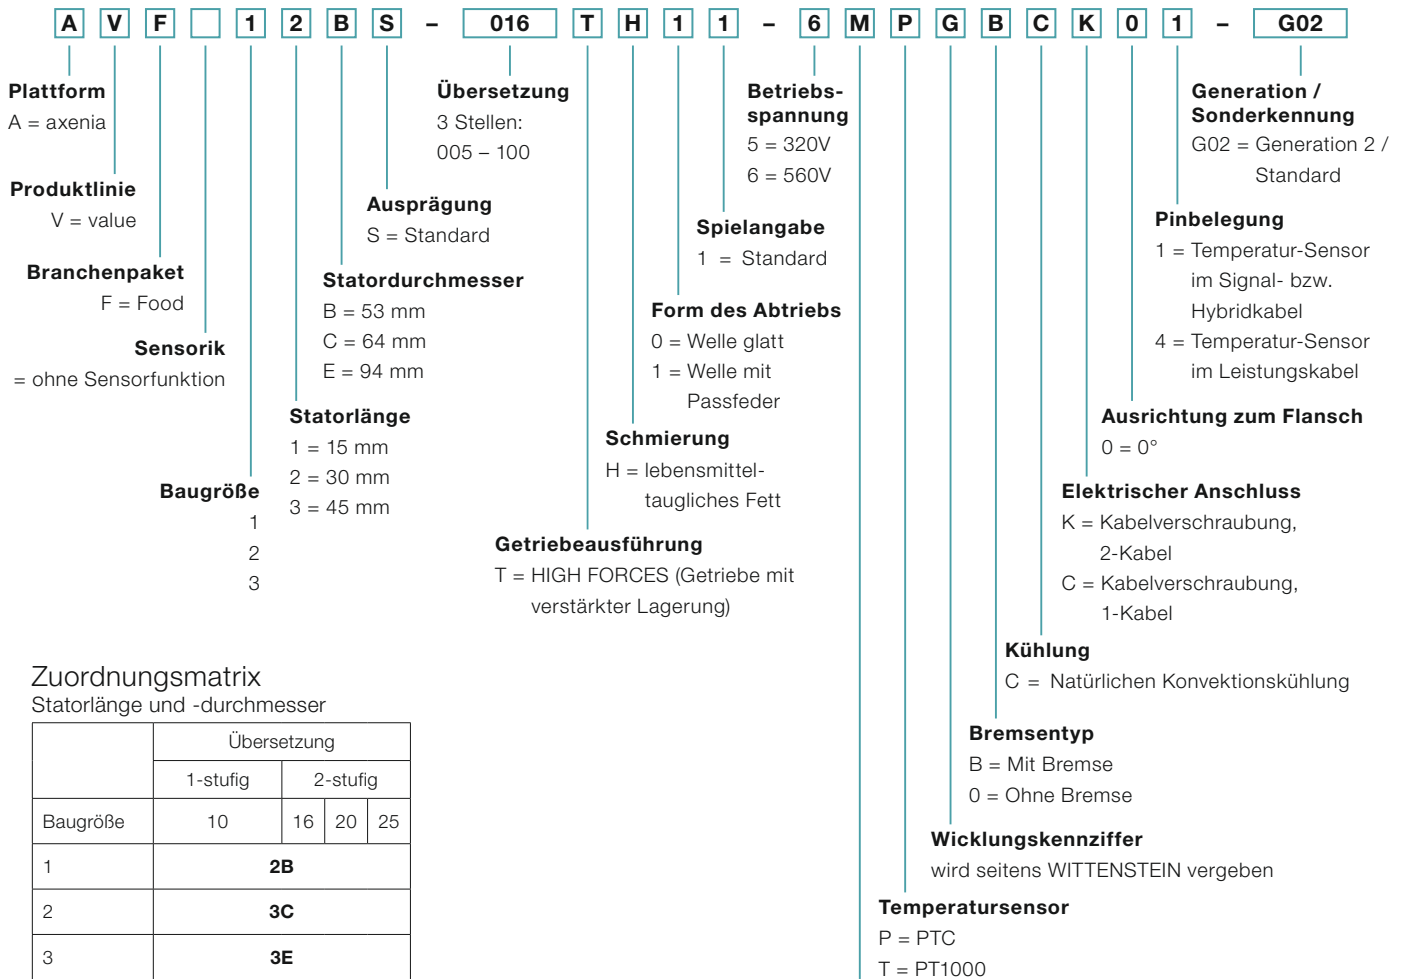 A V F 1 2 B S – 016 T H 1 1 – 6 M P G B C K 0 1 – G02
Plattform
A = axenia
Produktlinie
V = value
Branchenpaket
F = Food
Sensorik
= ohne Sensorfunktion
Baugröße
1
2
3
Statorlänge
1 = 15 mm
2 = 30 mm
3 = 45 mm
Statordurchmesser
B = 53 mm
C = 64 mm
E = 94 mm
Ausprägung
S = Standard
Übersetzung
3 Stellen:
005 – 100
Getriebeausführung
T = HIGH FORCES (Getriebe mit
verstärkter Lagerung)
Schmierung
H = lebensmittel-
taugliches Fett
Form des Abtriebs
0 = Welle glatt
1 = Welle mit
Passfeder
Spielangabe
1 = Standard
Betriebs-
spannung
5 = 320V
6 = 560V
Temperatursensor
P = PTC
T = PT1000
Wicklungskennziffer
wird seitens WITTENSTEIN vergeben
Bremsentyp
B = Mit Bremse
0 = Ohne Bremse
Kühlung
C = Natürlichen Konvektionskühlung
Elektrischer Anschluss
K = Kabelverschraubung,
2-Kabel
C = Kabelverschraubung,
1-Kabel
Ausrichtung zum Flansch
0 = 0°
Pinbelegung
1 = Temperatur-Sensor
im Signal- bzw.
Hybridkabel
4 = Temperatur-Sensor
im Leistungskabel
Generation /
Sonderkennung
G02 = Generation 2 /
Standard
Zuordnungsmatrix
Statorlänge und -durchmesser
Übersetzung
1-stufig 2-stufig
Baugröße 10 16 20 25
1 2B
2 3C
3 3E